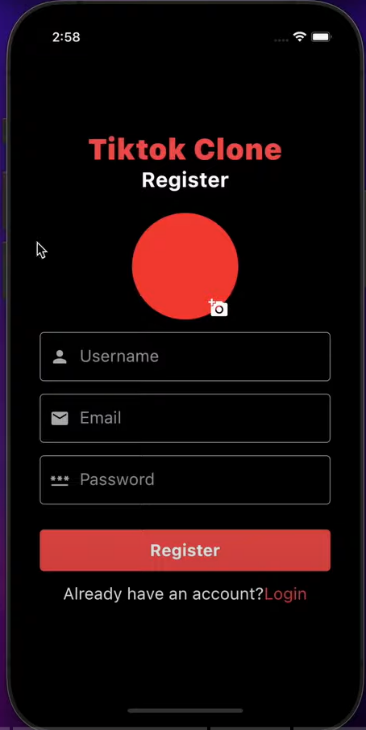 2:58
Tiktok Clone
Register
Username
Email
Password
Register
Already have an account?Login